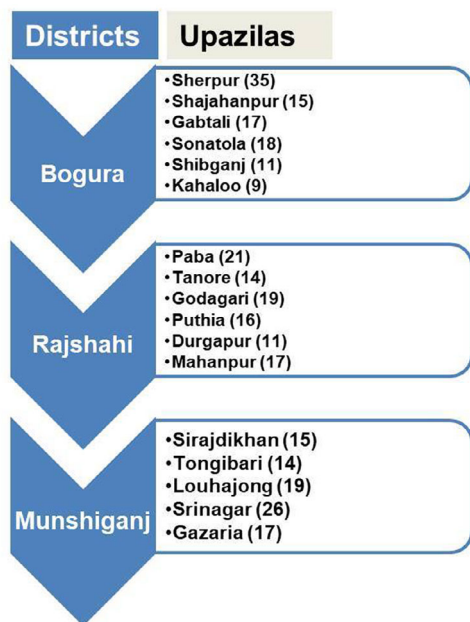 Districts Upazilas
Bogura
•Sherpur (35)
•Shajahanpur (15)
•Gabtali (17)
•Sonatola (18)
•Shibganj (11)
•Kahaloo (9)
Rajshahi
•Paba (21)
•Tanore (14)
•Godagari (19)
•Puthia (16)
•Durgapur (11)
•Mahanpur (17)
Munshiganj
•Sirajdikhan (15)
•Tongibari (14)
•Louhajong (19)
•Srinagar (26)
•Gazaria (17)